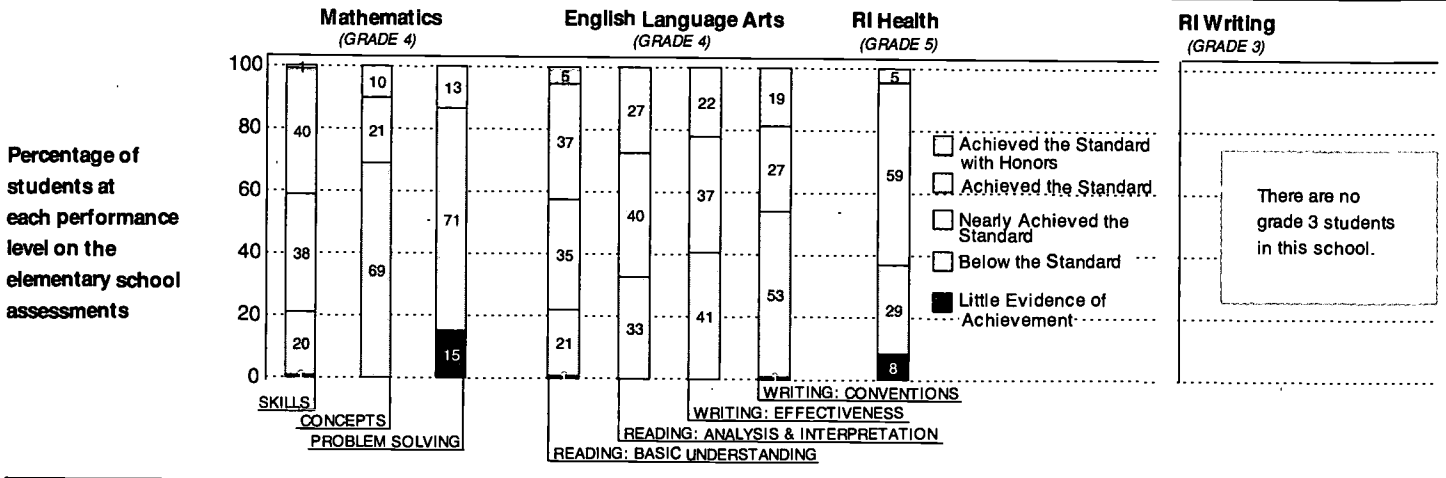 Mathematics
(GRADE 4)
English Language Arts
(GRADE 4)
RI Health
(GRADE 5)
RI Writing
(GRADE 3)
Percentage of
students at
each performance
level on the
elementary school
assessments
100
80
60
40
20
0
1
40
38
20
10
21
69
13
71
15
5
37
35
21
27
40
33
22
37
41
19
27
53
5
59
29
8
Achieved the Standard
with Honors
Achieved the Standard
Nearly Achieved the
Standard
Below the Standard
Little Evidence of
Achievement
There are no
grade 3 students
in this school.
SKILLS
CONCEPTS
PROBLEM SOLVING
WRITING: CONVENTIONS
WRITING: EFFECTIVENESS
READING: ANALYSIS & INTERPRETATION
READING: BASIC UNDERSTANDING